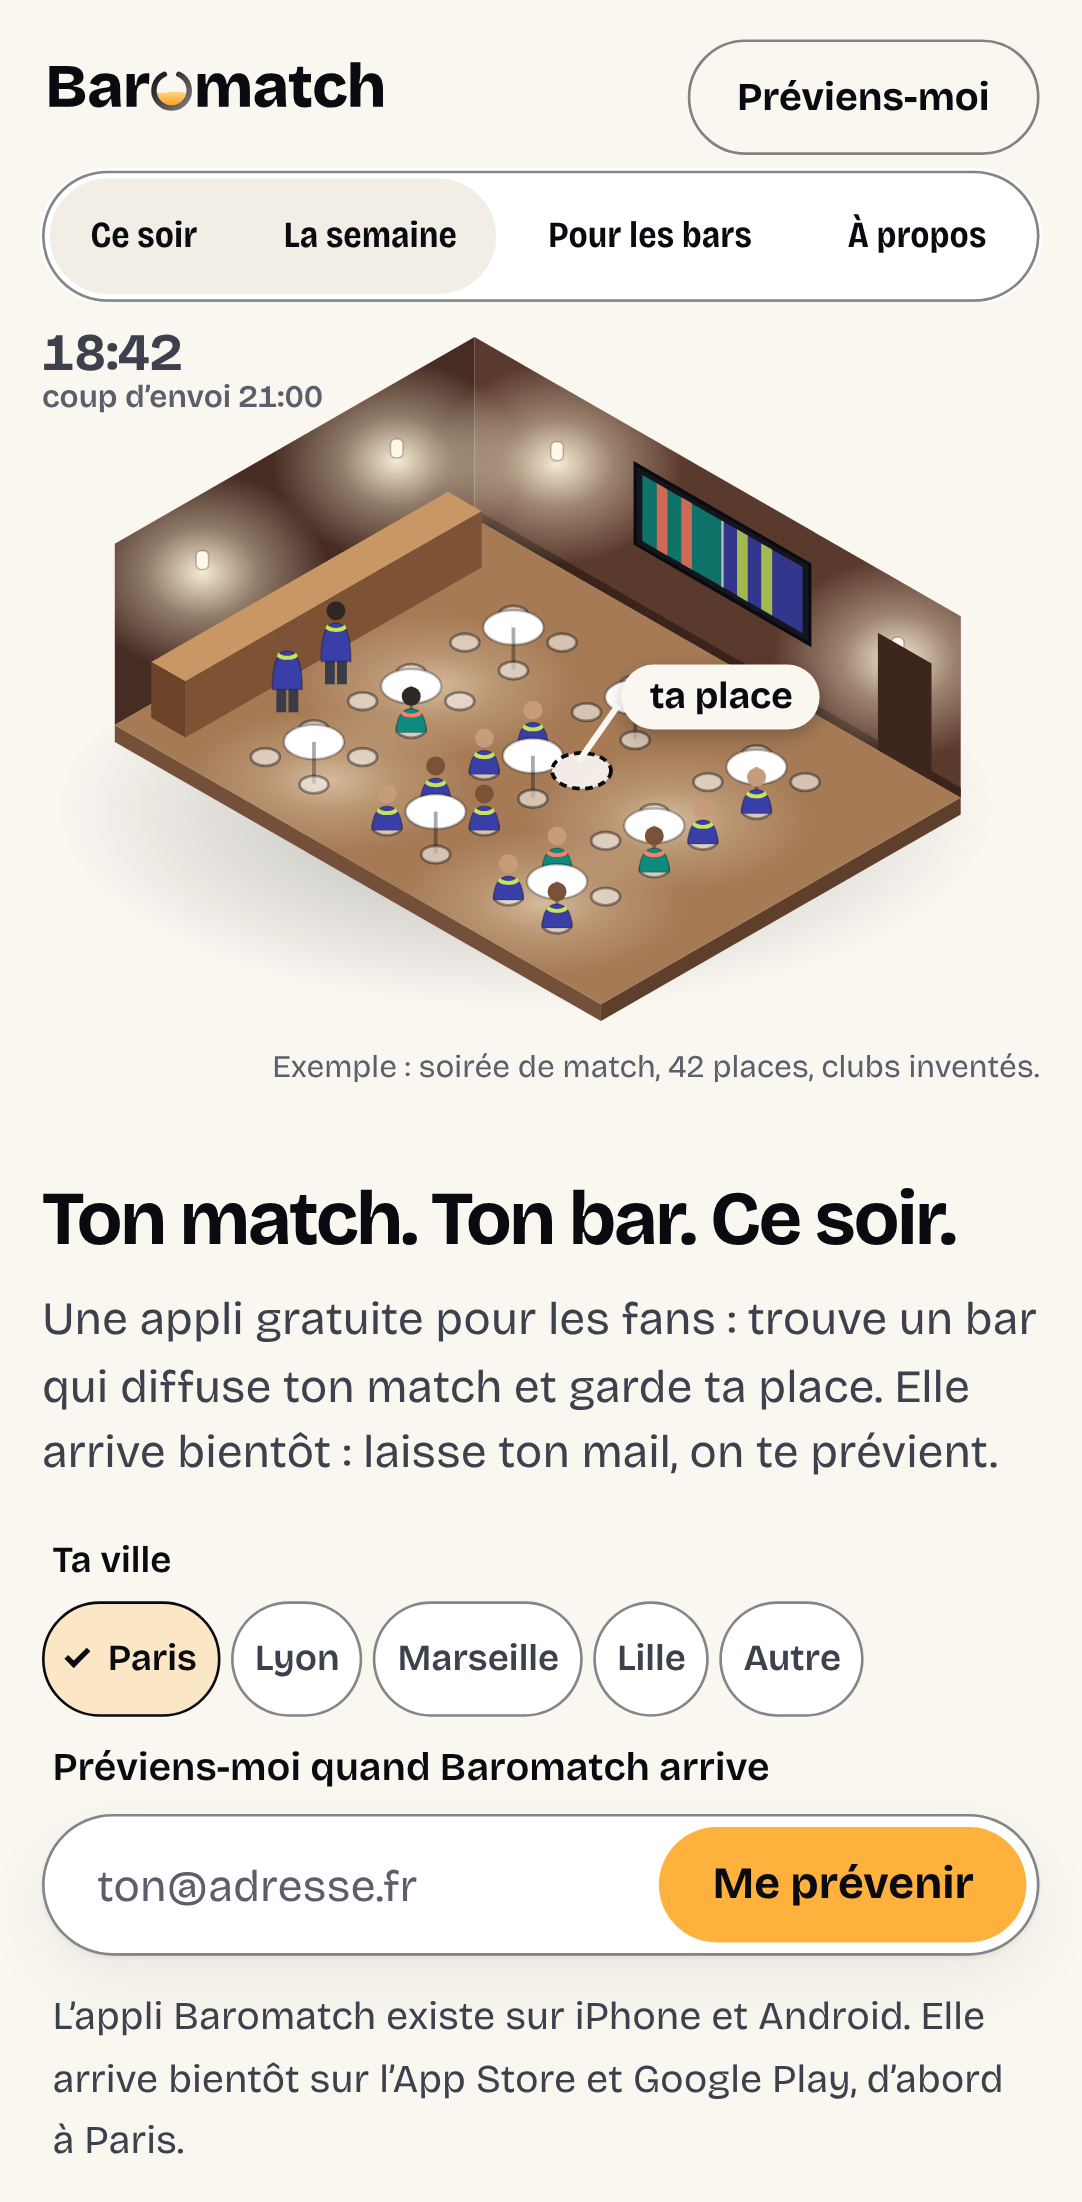 Baromatch
Préviens-moi
Ce soir
La semaine
Pour les bars
À propos
18:42
coup d’envoi 21:00
ta place
Exemple : soirée de match, 42 places, clubs inventés.
Ton match. Ton bar. Ce soir.
Une appli gratuite pour les fans : trouve un bar
qui diffuse ton match et garde ta place. Elle
arrive bientôt : laisse ton mail, on te prévient.
Ta ville
Paris
Lyon
Marseille
Lille
Autre
Préviens-moi quand Baromatch arrive
ton@adresse.fr
Me prévenir
L’appli Baromatch existe sur iPhone et Android. Elle
arrive bientôt sur l’App Store et Google Play, d’abord
à Paris.